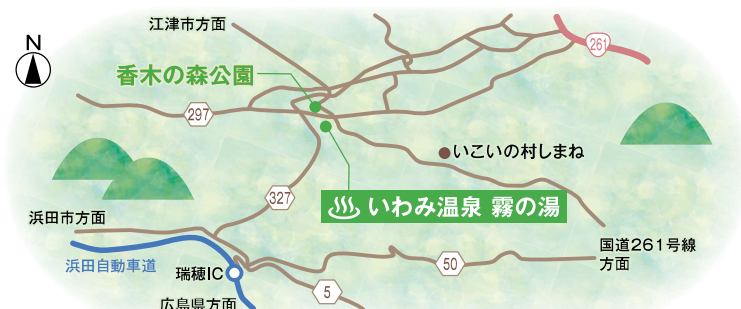 江津市方面
N
261
香木の森公園
297
いこいの村しまね
327
いわみ温泉 霧の湯
浜田市方面
国道261号線
方面
浜田自動車道
瑞穂IC
50
5
広島県方面